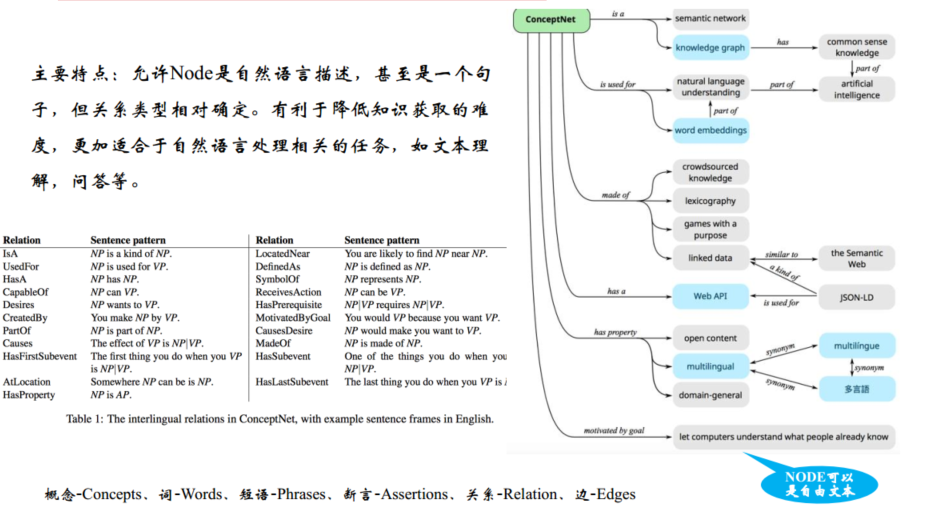 主要特点：允许Node是自然语言描述，甚至是一个句
子，但关系类型相对确定。有利于降低知识获取的难
度，更加适合于自然语言处理相关的任务，如文本理
解，问答等。
Relation Sentence pattern Relation Sentence pattern
IsA NP is a kind of NP. LocatedNear You are likely to find NP near NP.
UsedFor NP is used for VP. DefinedAs NP is defined as NP.
HasA NP has NP. SymbolOf NP represents NP.
CapableOf NP can VP. ReceivesAction NP can be VP.
Desires NP wants to VP. HasPrerequisite NP|VP requires NP|VP.
CreatedBy You make NP by VP. MotivatedByGoal You would VP because you want VP.
PartOf NP is part of NP. CausesDesire NP would make you want to VP.
Causes The effect of VP is NP|VP. MadeOf NP is made of NP.
HasFirstSubevent The first thing you do when you VP HasSubevent One of the things you do when you
is NP|VP. NP|VP.
AtLocation Somewhere NP can be is NP. HasLastSubevent The last thing you do when you VP is
HasProperty NP is AP.
Table 1: The interlingual relations in ConceptNet, with example sentence frames in English.
概念-Concepts、词-Words、短语-Phrases、断言-Assertions、关系-Relation、边-Edges
ConceptNet
is a
semantic network
knowledge graph
has
common sense
knowledge
part of
is used for
natural language
understanding
part of
artificial
intelligence
part of
word embeddings
made of
crowdsourced
knowledge
lexicography
games with a
purpose
linked data
similar to
the Semantic
Web
a kind of
has a
Web API
is used for
JSON-LD
has property
open content
multilingual
synonym
multilingue
synonym
synonym
多言語
domain-general
motivated by goal
let computers understand what people already know
NODE可以
是自由文本